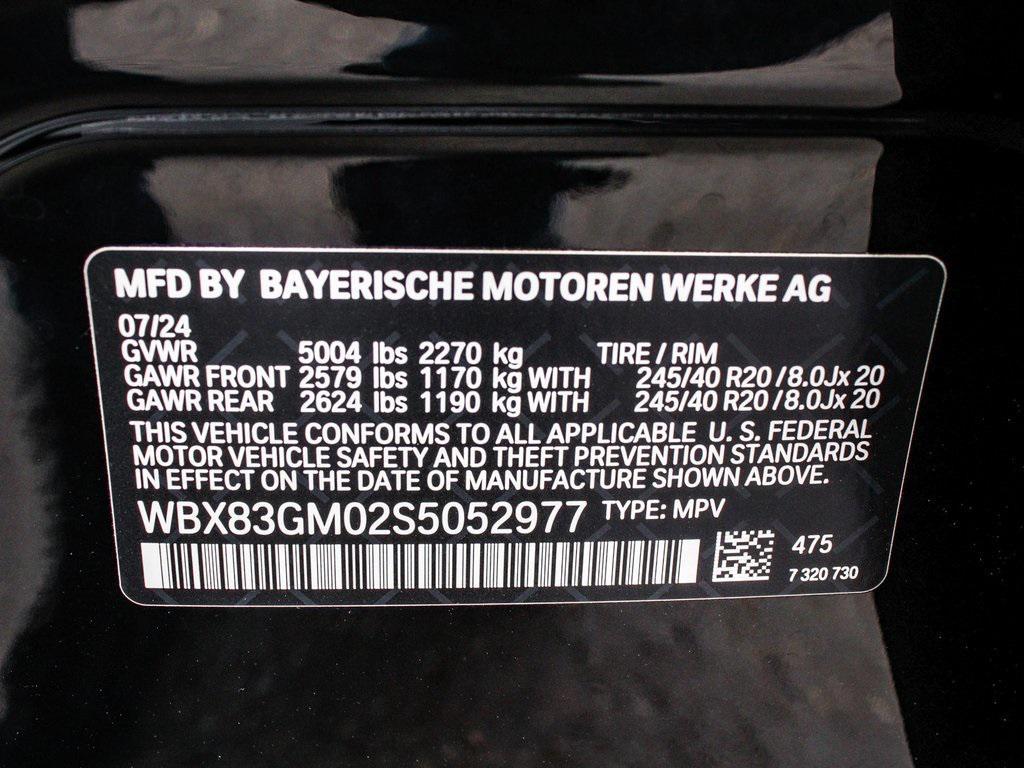 MFD BY BAYERISCHE MOTOREN WERKE AG
07/24
GVWR 5004 lbs 2270 kg TIRE / RIM
GAWR FRONT 2579 lbs 1170 kg WITH 245/40 R20 / 8.0Jx 20
GAWR REAR 2624 lbs 1190 kg WITH 245/40 R20 / 8.0Jx 20
THIS VEHICLE CONFORMS TO ALL APPLICABLE U. S. FEDERAL
MOTOR VEHICLE SAFETY AND THEFT PREVENTION STANDARDS
IN EFFECT ON THE DATE OF MANUFACTURE SHOWN ABOVE.
WBX83GM02S5052977 TYPE: MPV
475
7 320 730